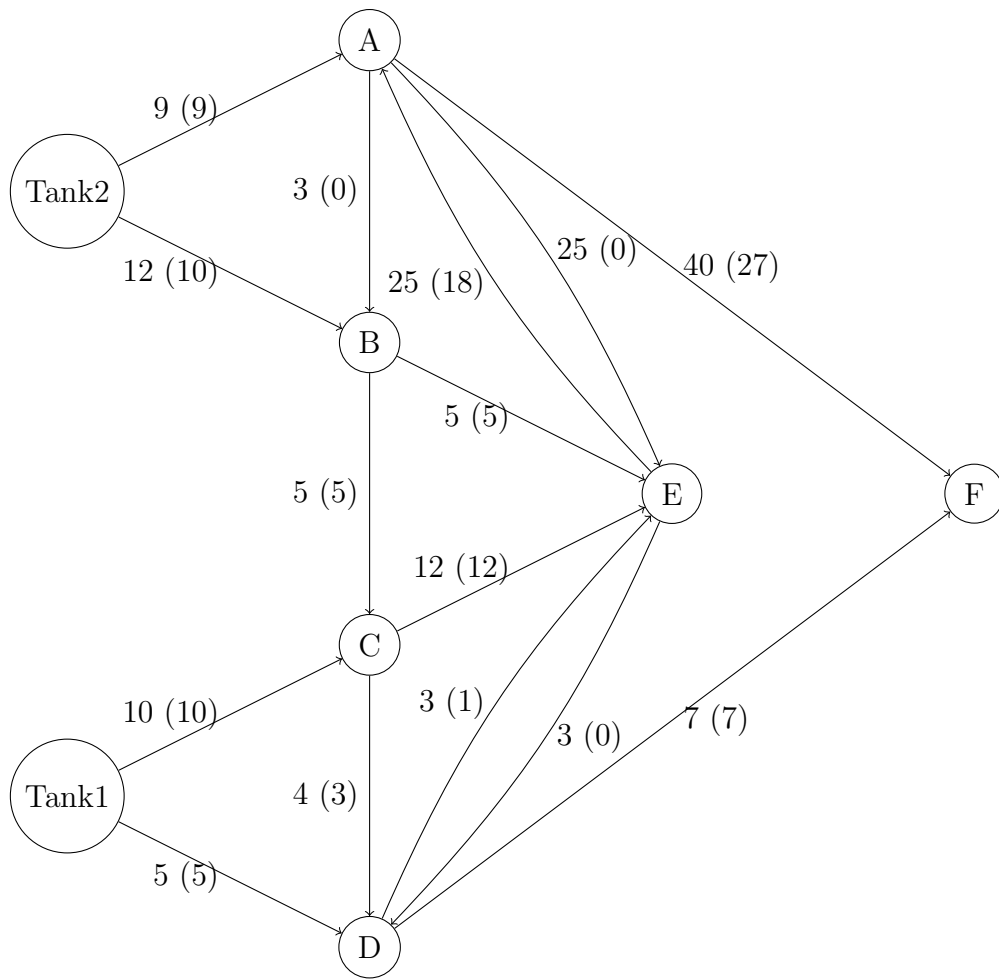 A
9 (9)
Tank2
3 (0)
12 (10)
25 (0)
40 (27)
25 (18)
B
5 (5)
5 (5)
E
F
12 (12)
C
10 (10)
3 (1)
7 (7)
3 (0)
Tank1
4 (3)
5 (5)
D